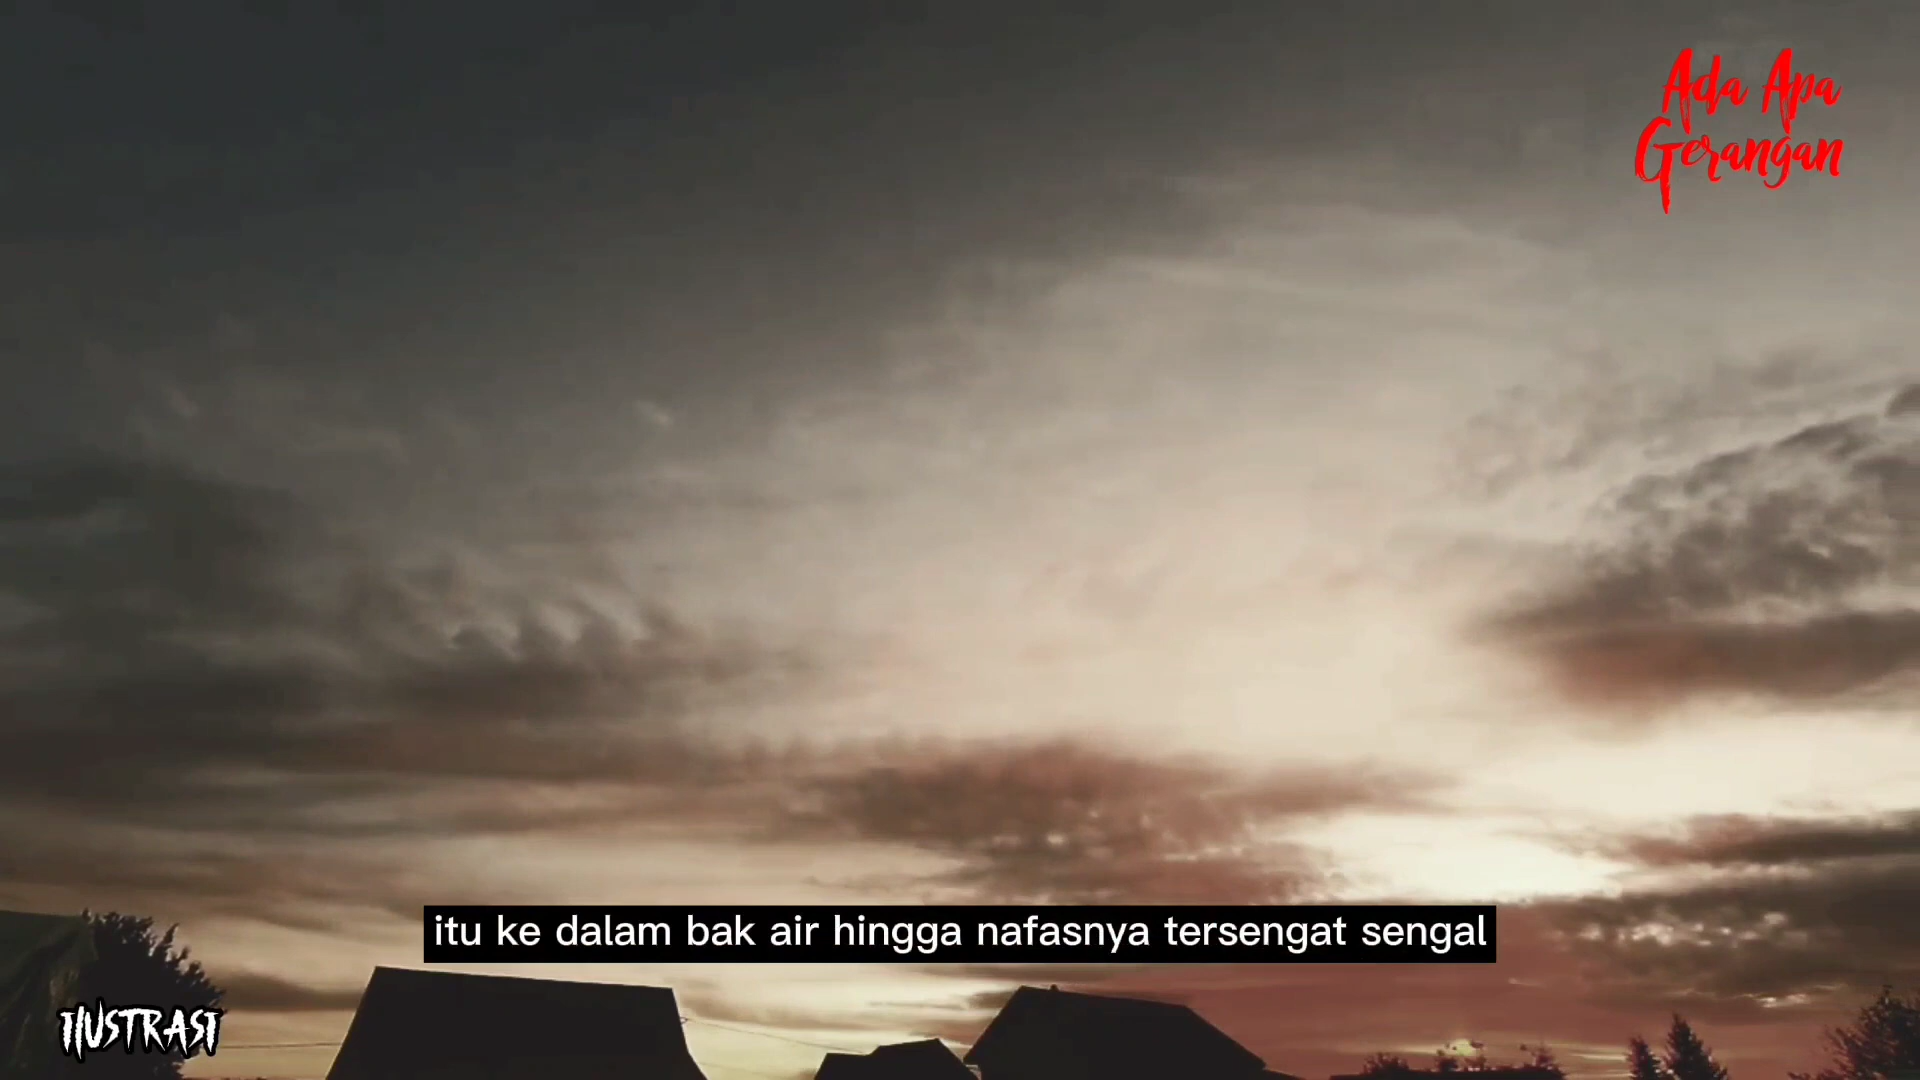 Ada Apa
Gerangan
itu ke dalam bak air hingga nafasnya tersengat sengal
ILUSTRASI